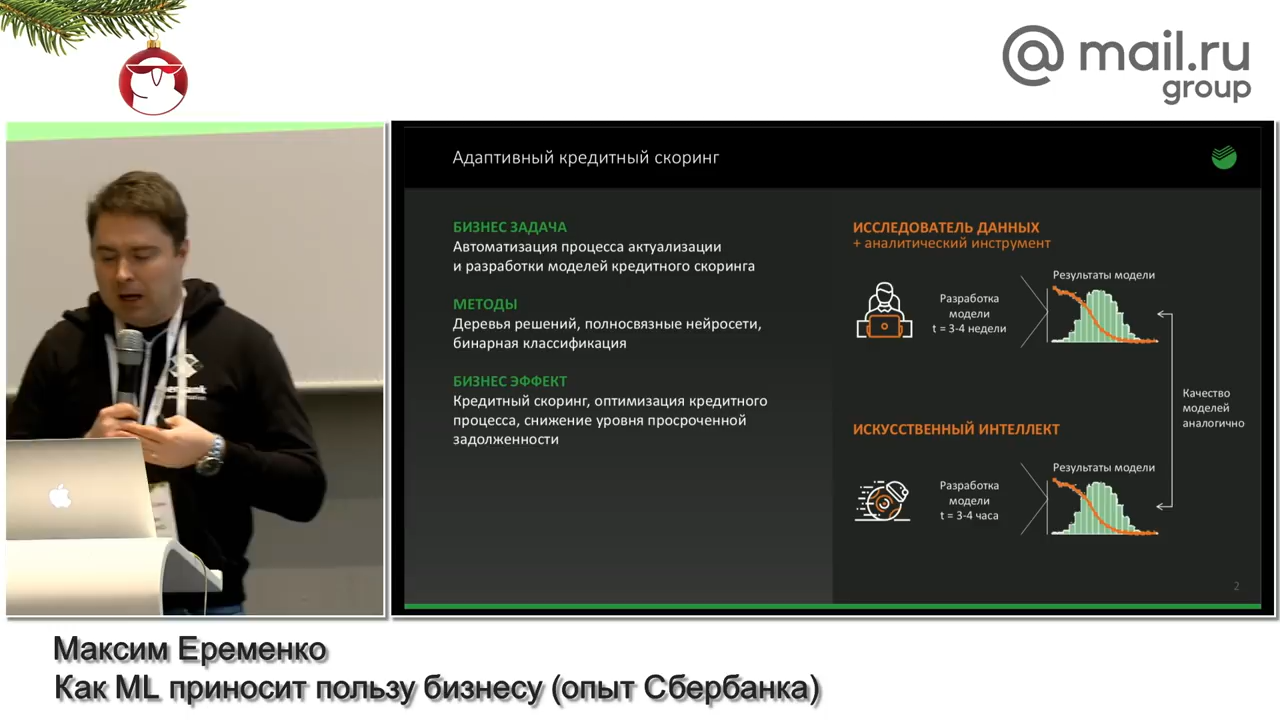 @ mail.ru
group
Адаптивный кредитный скоринг
БИЗНЕС ЗАДАЧА
Автоматизация процесса актуализации
и разработки моделей кредитного скоринга
МЕТОДЫ
Деревья решений, полносвязные нейросети,
бинарная классификация
БИЗНЕС ЭФФЕКТ
Кредитный скоринг, оптимизация кредитного
процесса, снижение уровня просроченной
задолженности
ИССЛЕДОВАТЕЛЬ ДАННЫХ
+ аналитический инструмент
Разработка
модели
t = 3-4 недели
Результаты модели
Качество
моделей
аналогично
ИСКУССТВЕННЫЙ ИНТЕЛЛЕКТ
Разработка
модели
t = 3-4 часа
Результаты модели
2
Максим Еременко
Как ML приносит пользу бизнесу (опыт Сбербанка)